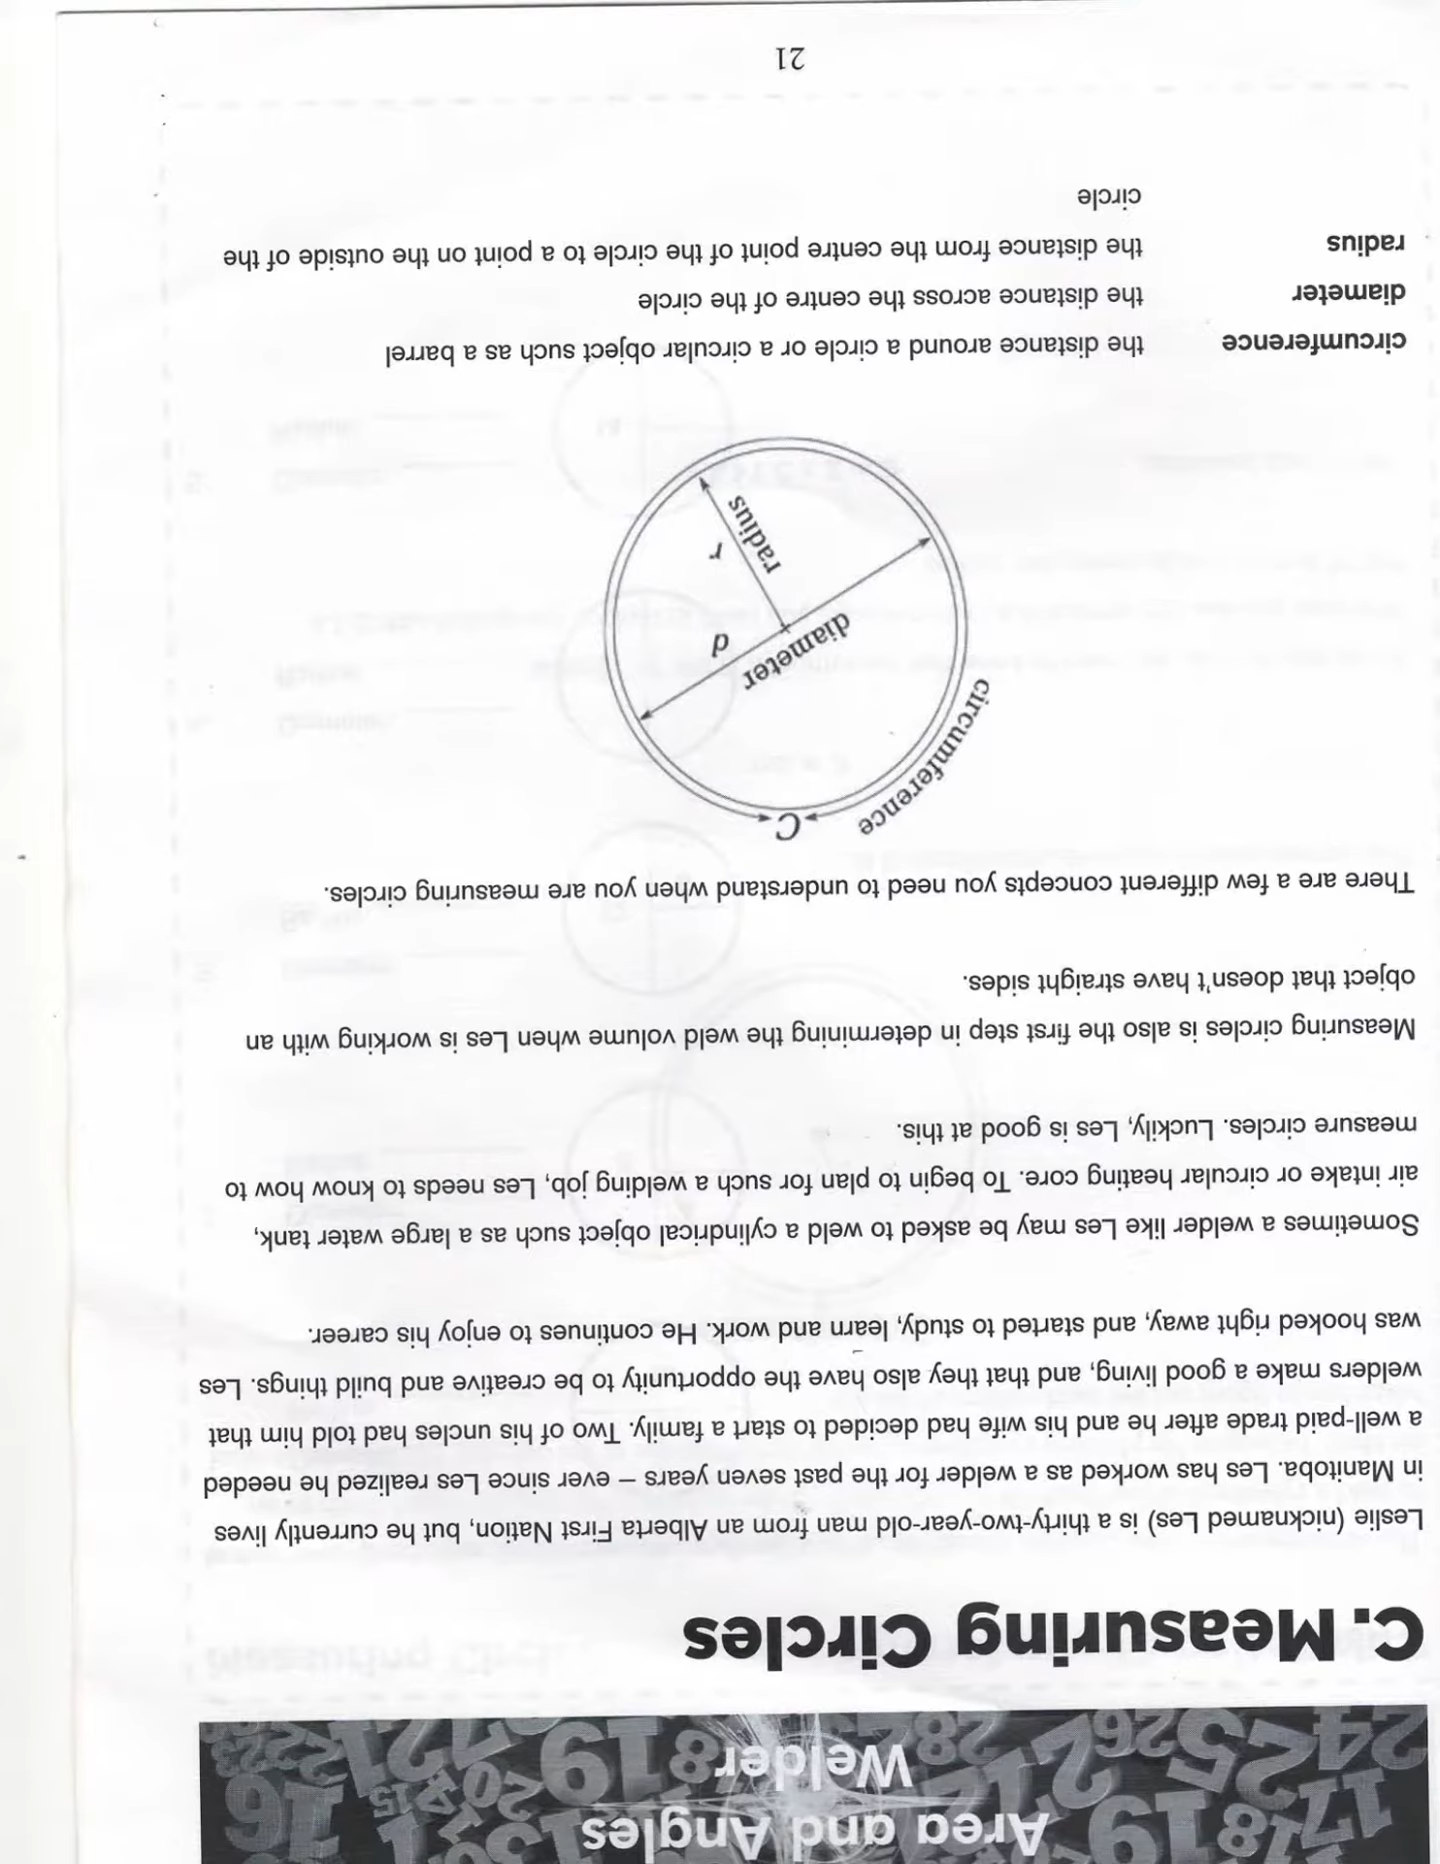 Area and Angles
Welder
C. Measuring Circles
Leslie (nicknamed Les) is a thirty-two-year-old man from an Alberta First Nation, but he currently lives
in Manitoba. Les has worked as a welder for the past seven years – ever since Les realized he needed
a well-paid trade after he and his wife had decided to start a family. Two of his uncles had told him that
welders make a good living, and that they also have the opportunity to be creative and build things. Les
was hooked right away, and started to study, learn and work. He continues to enjoy his career.
Sometimes a welder like Les may be asked to weld a cylindrical object such as a large water tank,
air intake or circular heating core. To begin to plan for such a welding job, Les needs to know how to
measure circles. Luckily, Les is good at this.
Measuring circles is also the first step in determining the weld volume when Les is working with an
object that doesn't have straight sides.
There are a few different concepts you need to understand when you are measuring circles.
C
circumference
diameter
d
r
radius
circumference the distance around a circle or a circular object such as a barrel
diameter the distance across the centre of the circle
radius the distance from the centre point of the circle to a point on the outside of the
circle
21